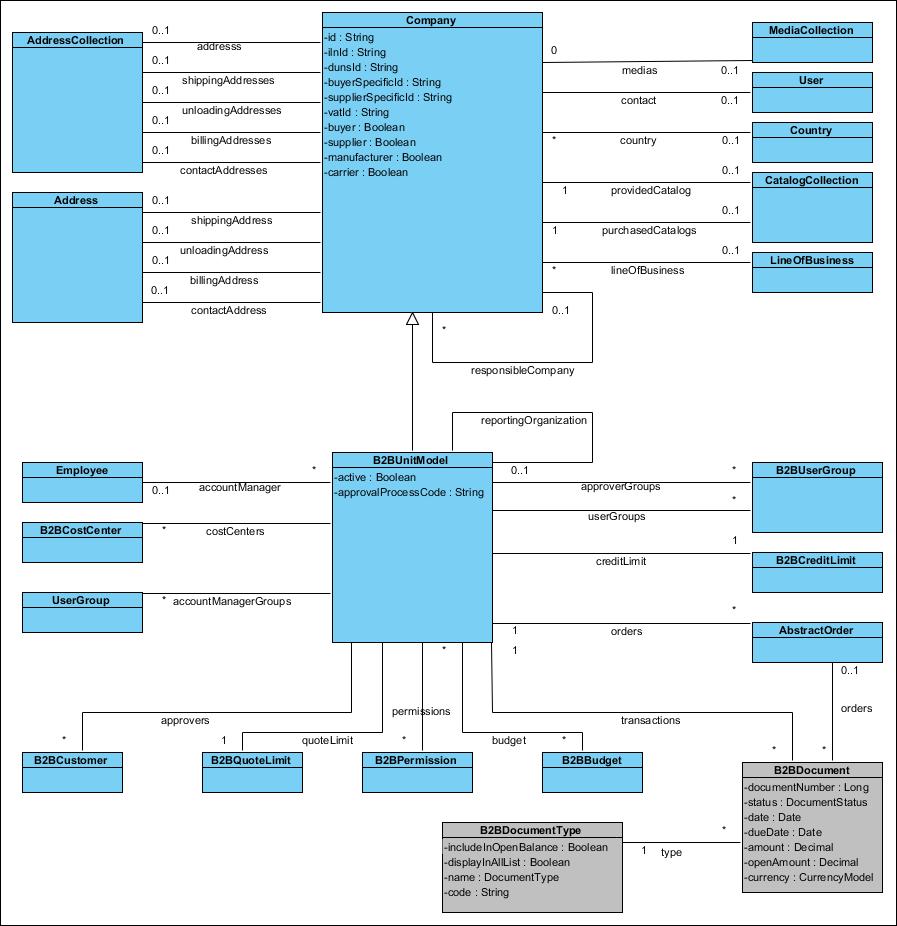 Company
-id : String
-ilnId : String
-dunsId : String
-buyerSpecificId : String
-supplierSpecificId : String
-vatId : String
-buyer : Boolean
-supplier : Boolean
-manufacturer : Boolean
-carrier : Boolean
AddressCollection
0..1
addresss
0..1
shippingAddresses
0..1
unloadingAddresses
0..1
billingAddresses
0..1
contactAddresses
Address
0..1
shippingAddress
0..1
unloadingAddress
0..1
billingAddress
0..1
contactAddress
MediaCollection
0
medias
0..1
User
contact
0..1
Country
*
country
0..1
CatalogCollection
0..1
1
providedCatalog
0..1
1
purchasedCatalogs
LineOfBusiness
0..1
*
lineOfBusiness
0..1
*
responsibleCompany
reportingOrganization
0..1
B2BUnitModel
-active : Boolean
-approvalProcessCode : String
Employee
*
0..1
accountManager
B2BCostCenter
*
costCenters
UserGroup
*
accountManagerGroups
B2BUserGroup
*
approverGroups
*
userGroups
1
creditLimit
B2BCreditLimit
*
1
orders
AbstractOrder
*
1
0..1
orders
permissions
approvers
transactions
*
1
quoteLimit
*
budget
*
*
*
B2BCustomer
B2BQuoteLimit
B2BPermission
B2BBudget
B2BDocument
-documentNumber : Long
-status : DocumentStatus
-date : Date
-dueDate : Date
-amount : Decimal
-openAmount : Decimal
-currency : CurrencyModel
B2BDocumentType
-includeInOpenBalance : Boolean
-displayInAllList : Boolean
-name : DocumentType
-code : String
*
1
type